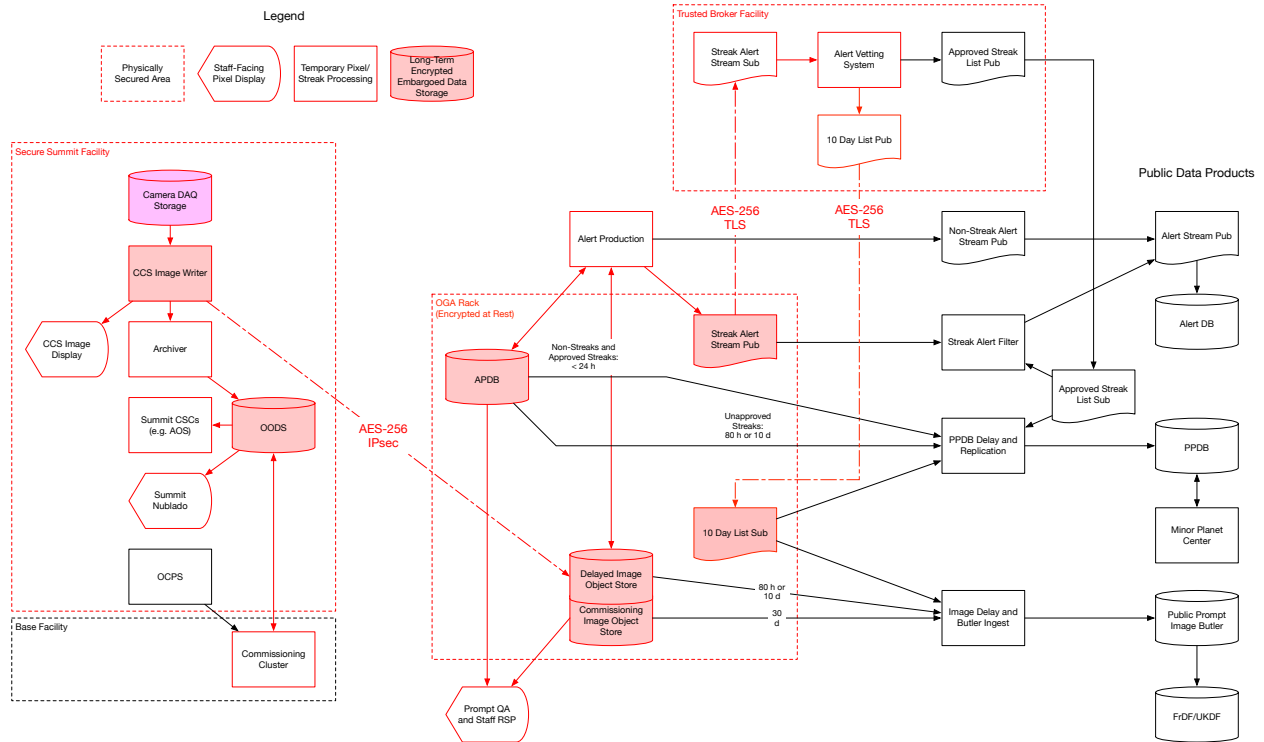 Legend
Physically
Secured Area
Staff-Facing
Pixel Display
Temporary Pixel/
Streak Processing
Long-Term
Encrypted
Embargoed Data
Storage
Trusted Broker Facility
Streak Alert
Stream Sub
Alert Vetting
System
Approved Streak
List Pub
10 Day List Pub
Secure Summit Facility
Camera DAQ
Storage
CCS Image Writer
CCS Image
Display
Archiver
Summit CSCs
(e.g. AOS)
OODS
Summit
Nublado
OCPS
Base Facility
Commissioning
Cluster
AES-256
IPsec
AES-256
TLS
AES-256
TLS
Public Data Products
Alert Production
Non-Streak Alert
Stream Pub
Alert Stream Pub
OGA Rack
(Encrypted at Rest)
Non-Streaks and
Approved Streaks:
< 24 h
Streak Alert
Stream Pub
Streak Alert Filter
Alert DB
APDB
Approved Streak
List Sub
Unapproved
Streaks:
80 h or 10 d
PPDB Delay and
Replication
PPDB
10 Day List Sub
Minor Planet
Center
Delayed Image
Object Store
80 h or
10 d
Commissioning
Image Object
Store
30
d
Image Delay and
Butler Ingest
Public Prompt
Image Butler
Prompt QA
and Staff RSP
FrDF/UKDF